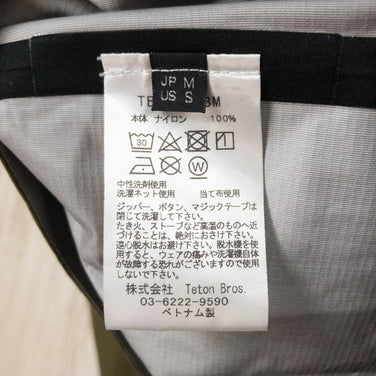 JP M
US S
本体 ナイロン 100%
30
W
中性洗剤使用
洗濯ネット使用 当て布使用
ジッパー、ボタン、マジックテープは
閉じて洗濯して下さい。
たき火、ストーブなど高温のものへ近
づけることは、絶対にお避け下さい。
遠心脱水はお避け下さい。脱水機を使
用すると、ウェアの痛みや洗濯機自体
が故障する恐れがございますので使用
しないで下さい。
株式会社 Teton Bros.
03-6222-9590
ベトナム製